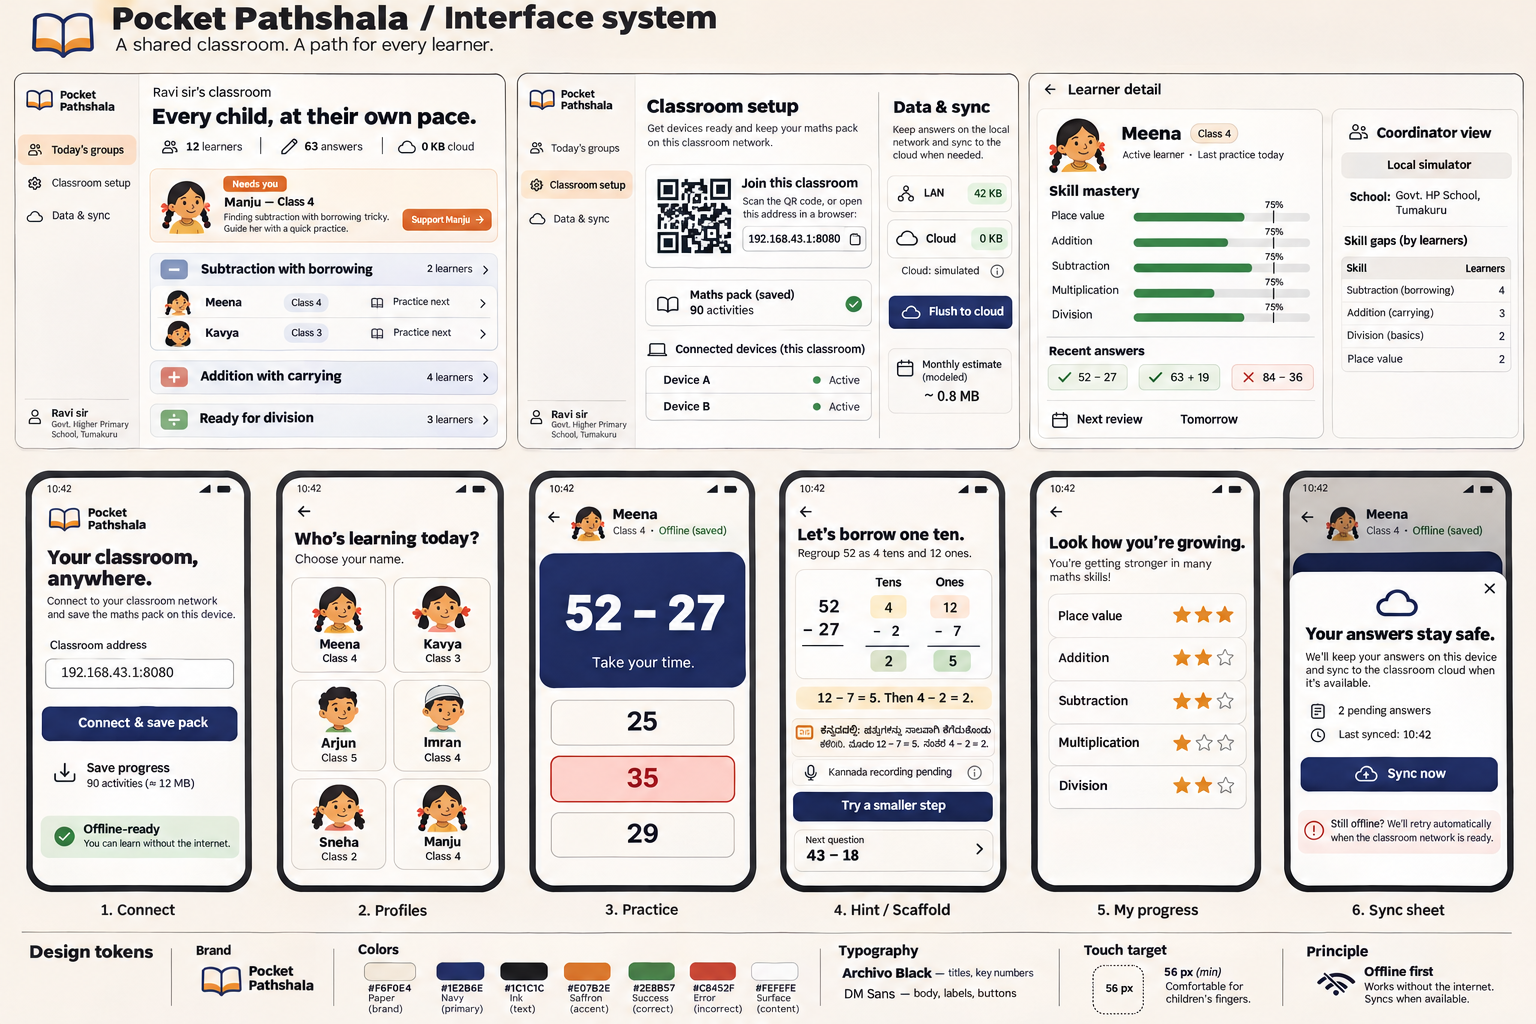 Pocket Pathshala / Interface system
A shared classroom. A path for every learner.
Pocket
Pathshala
Today's groups
Classroom setup
Data & sync
Ravi sir
Govt. Higher Primary
School, Tumakuru
Ravi sir's classroom
Every child, at their own pace.
12 learners
63 answers
0 KB cloud
Needs you
Manju — Class 4
Finding subtraction with borrowing tricky.
Guide her with a quick practice.
Support Manju →
− Subtraction with borrowing 2 learners
Meena Class 4 Practice next
Kavya Class 3 Practice next
+ Addition with carrying 4 learners
÷ Ready for division 3 learners
Pocket
Pathshala
Today's groups
Classroom setup
Data & sync
Ravi sir
Govt. Higher Primary
School, Tumakuru
Classroom setup
Get devices ready and keep your maths pack
on this classroom network.
Join this classroom
Scan the QR code, or open
this address in a browser:
192.168.43.1:8080
Maths pack (saved)
90 activities
Connected devices (this classroom)
Device A Active
Device B Active
Data & sync
Keep answers on the local
network and sync to the
cloud when needed.
LAN 42 KB
Cloud 0 KB
Cloud: simulated
Flush to cloud
Monthly estimate
(modeled)
~ 0.8 MB
← Learner detail
Meena Class 4
Active learner • Last practice today
Skill mastery
Place value 75%
Addition 75%
Subtraction 75%
Multiplication 75%
Division 75%
Recent answers
52 − 27
63 + 19
84 − 36
Next review Tomorrow
Coordinator view
Local simulator
School: Govt. HP School,
Tumakuru
Skill gaps (by learners)
Skill Learners
Subtraction (borrowing) 4
Addition (carrying) 3
Division (basics) 2
Place value 2
10:42
Pocket
Pathshala
Your classroom,
anywhere.
Connect to your classroom network
and save the maths pack on this device.
Classroom address
192.168.43.1:8080
Connect & save pack
Save progress
90 activities (≈ 12 MB)
Offline-ready
You can learn without the internet.
1. Connect
10:42
←
Who's learning today?
Choose your name.
Meena
Class 4
Kavya
Class 3
Arjun
Class 5
Imran
Class 4
Sneha
Class 2
Manju
Class 4
2. Profiles
10:42
← Meena
Class 4 • Offline (saved)
52 − 27
Take your time.
25
35
29
3. Practice
10:42
←
Let's borrow one ten.
Regroup 52 as 4 tens and 12 ones.
Tens Ones
52 4 12
− 27 − 2 − 7
2 5
12 − 7 = 5. Then 4 − 2 = 2.
12 − 7 = 5. 4 − 2 = 2.
Kannada recording pending
Try a smaller step
Next question
43 − 18
4. Hint / Scaffold
10:42
←
Look how you're growing.
You're getting stronger in many
maths skills!
Place value
Addition
Subtraction
Multiplication
Division
5. My progress
10:42
← Meena
Class 4 • Offline (saved)
Your answers stay safe.
We'll keep your answers on this device
and sync to the classroom cloud when
it's available.
2 pending answers
Last synced: 10:42
Sync now
Still offline? We'll retry automatically
when the classroom network is ready.
6. Sync sheet
Design tokens
Brand
Pocket
Pathshala
Colors
#F6F0E4
Paper
(brand)
#1E2B6E
Navy
(primary)
#1C1C1C
Ink
(text)
#E07B2E
Saffron
(accent)
#2E8B57
Success
(correct)
#C8452F
Error
(incorrect)
#FEFEFE
Surface
(content)
Typography
Archivo Black — titles, key numbers
DM Sans — body, labels, buttons
Touch target
56 px
56 px (min)
Comfortable for
children's fingers.
Principle
Offline first
Works without the internet.
Syncs when available.